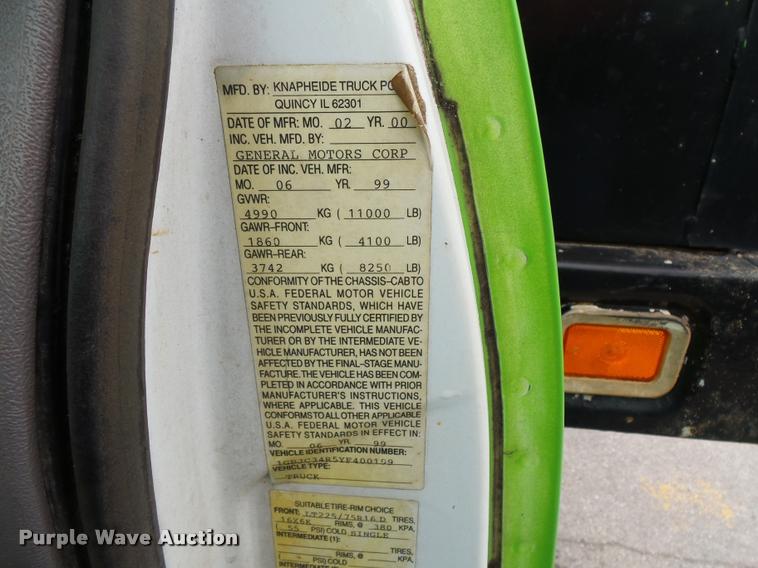 MFD. BY: KNAPHEIDE TRUCK
QUINCY IL 62301
DATE OF MFR: MO. 02 YR. 00
INC. VEH. MFD. BY:
GENERAL MOTORS CORP
DATE OF INC. VEH. MFR:
MO. 06 YR. 99
GVWR:
4990 KG ( 11000 LB)
GAWR-FRONT:
1860 KG ( 4100 LB)
GAWR-REAR:
3742 KG ( 8250 LB)
CONFORMITY OF THE CHASSIS-CAB TO
U.S.A. FEDERAL MOTOR VEHICLE
SAFETY STANDARDS, WHICH HAVE
BEEN PREVIOUSLY FULLY CERTIFIED BY
THE INCOMPLETE VEHICLE MANUFAC-
TURER OR BY THE INTERMEDIATE VE-
HICLE MANUFACTURER, HAS NOT BEEN
AFFECTED BY THE FINAL-STAGE MANU-
FACTURE. THE VEHICLE HAS BEEN COM-
PLETED IN ACCORDANCE WITH PRIOR
MANUFACTURER'S INSTRUCTIONS,
WHERE APPLICABLE. THIS VEHICLE
CONFORMS TO ALL OTHER APPLICABLE
U.S.A. FEDERAL MOTOR VEHICLE
SAFETY STANDARDS IN EFFECT IN:
MO. 06 YR. 99
VEHICLE IDENTIFICATION NUMBER:
VEHICLE TYPE:
TRUCK
SUITABLE TIRE-RIM CHOICE
FRONT: LT225/75R16 D TIRES,
16X6K RIMS, @ 380 KPA,
( 55 PSI) COLD SINGLE
INTERMEDIATE (1):
TIRES,
RIMS, @ KPA,
PSI) COLD
Purple Wave Auction